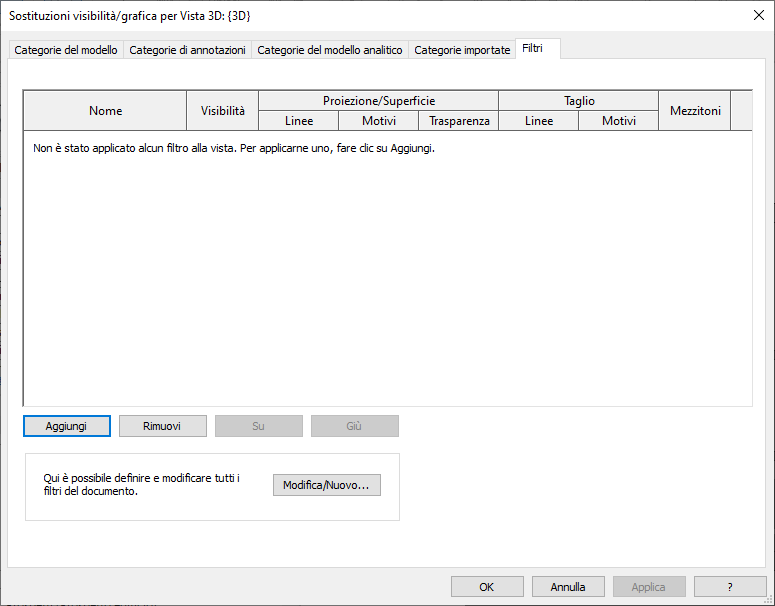 Sostituzioni visibilità/grafica per Vista 3D: {3D}
Categorie del modello Categorie di annotazioni Categorie del modello analitico Categorie importate Filtri
Nome Visibilità Proiezione/Superficie Taglio Mezzitoni
Linee Motivi Trasparenza Linee Motivi
Non è stato applicato alcun filtro alla vista. Per applicarne uno, fare clic su Aggiungi.
Aggiungi Rimuovi Su Giù
Qui è possibile definire e modificare tutti i
filtri del documento.
Modifica/Nuovo...
OK Annulla Applica ?